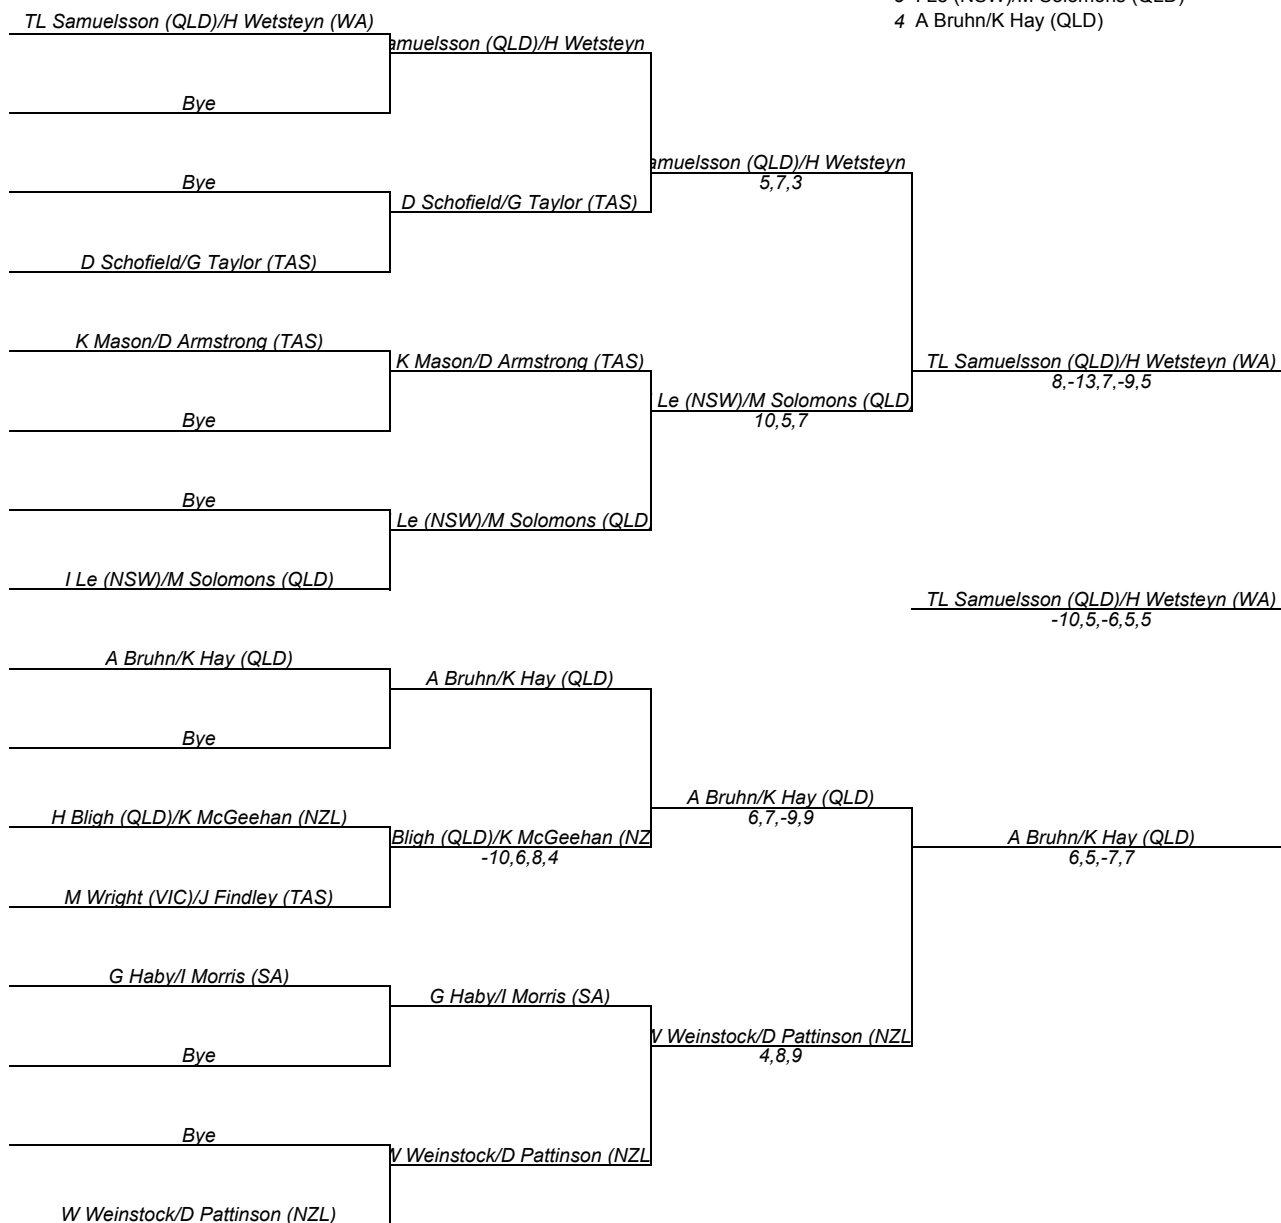 3 I Le (NSW)/M Solomons (QLD)
4 A Bruhn/K Hay (QLD)
TL Samuelsson (QLD)/H Wetsteyn (WA)
amuelsson (QLD)/H Wetsteyn
Bye
amuelsson (QLD)/H Wetsteyn
5,7,3
Bye
D Schofield/G Taylor (TAS)
D Schofield/G Taylor (TAS)
K Mason/D Armstrong (TAS)
K Mason/D Armstrong (TAS)
TL Samuelsson (QLD)/H Wetsteyn (WA)
8,-13,7,-9,5
Le (NSW)/M Solomons (QLD)
10,5,7
Bye
Bye
Le (NSW)/M Solomons (QLD
I Le (NSW)/M Solomons (QLD)
TL Samuelsson (QLD)/H Wetsteyn (WA)
-10,5,-6,5,5
A Bruhn/K Hay (QLD)
A Bruhn/K Hay (QLD)
Bye
A Bruhn/K Hay (QLD)
6,7,-9,9
H Bligh (QLD)/K McGeehan (NZL)
Bligh (QLD)/K McGeehan (NZ
-10,6,8,4
A Bruhn/K Hay (QLD)
6,5,-7,7
M Wright (VIC)/J Findley (TAS)
G Haby/I Morris (SA)
G Haby/I Morris (SA)
W Weinstock/D Pattinson (NZL
4,8,9
Bye
Bye
W Weinstock/D Pattinson (NZL
W Weinstock/D Pattinson (NZL)